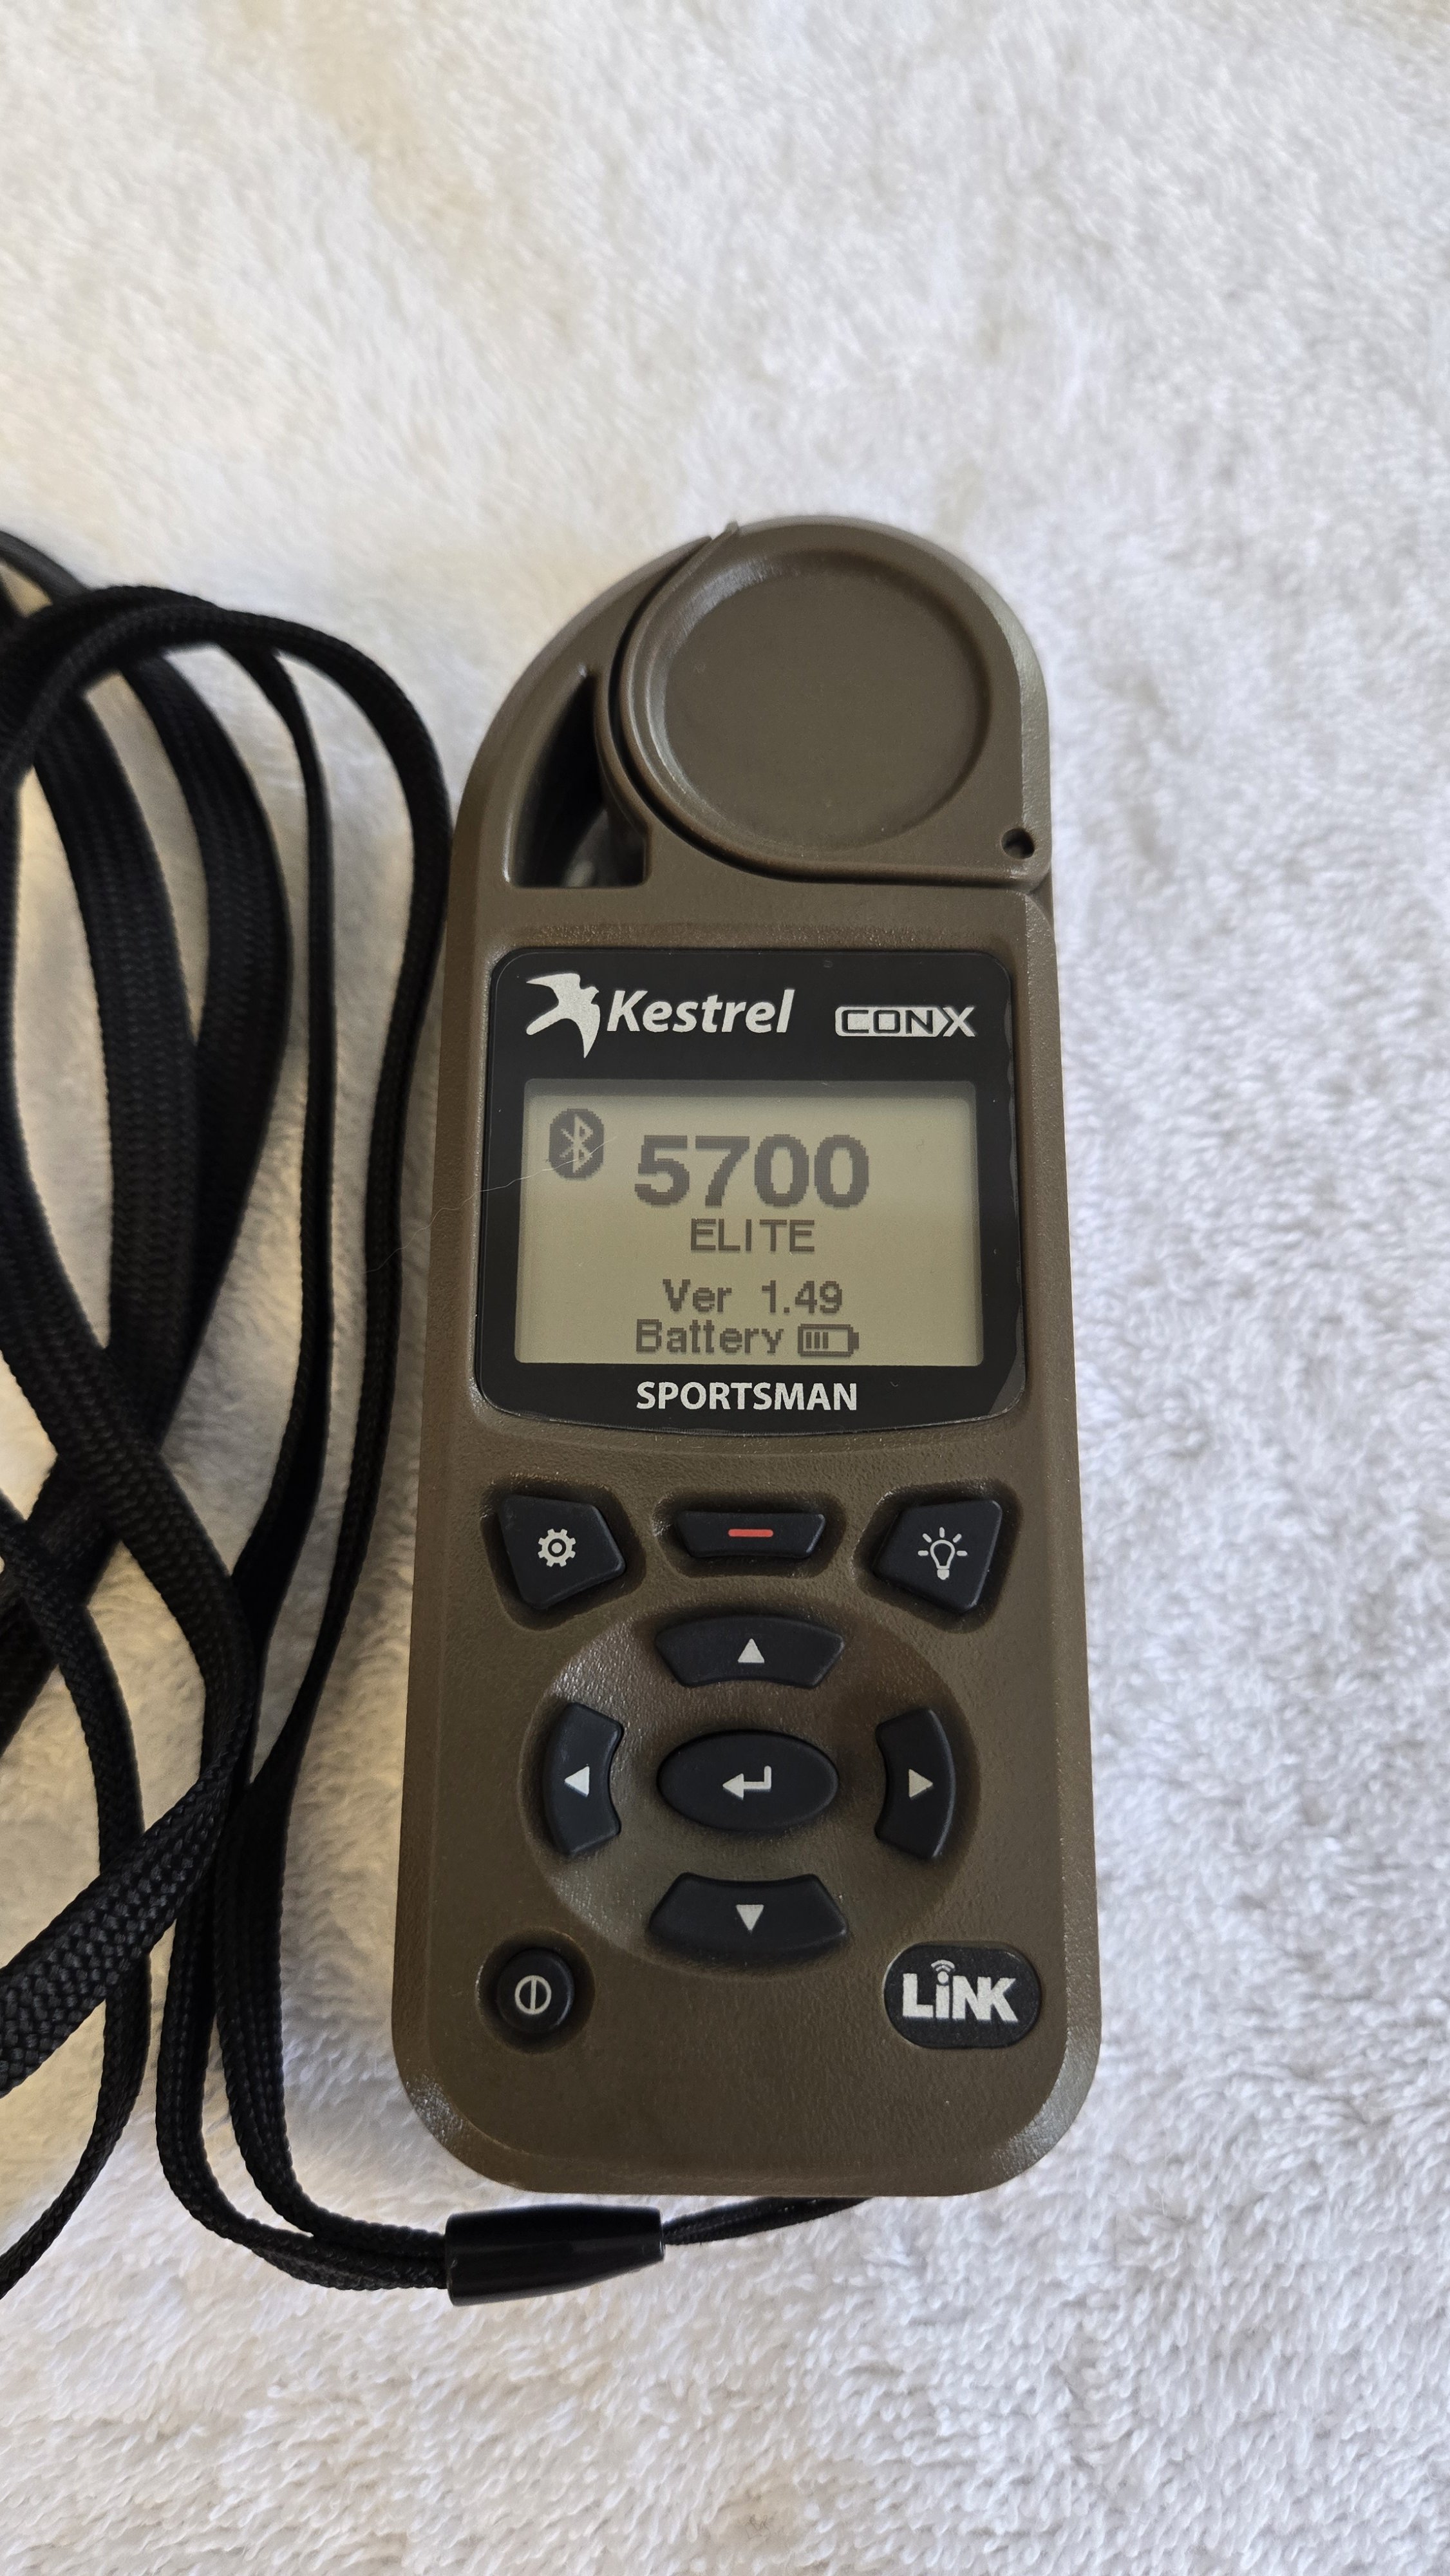 Kestrel CONX
5700
ELITE
Ver 1.49
Battery
SPORTSMAN
LiNK